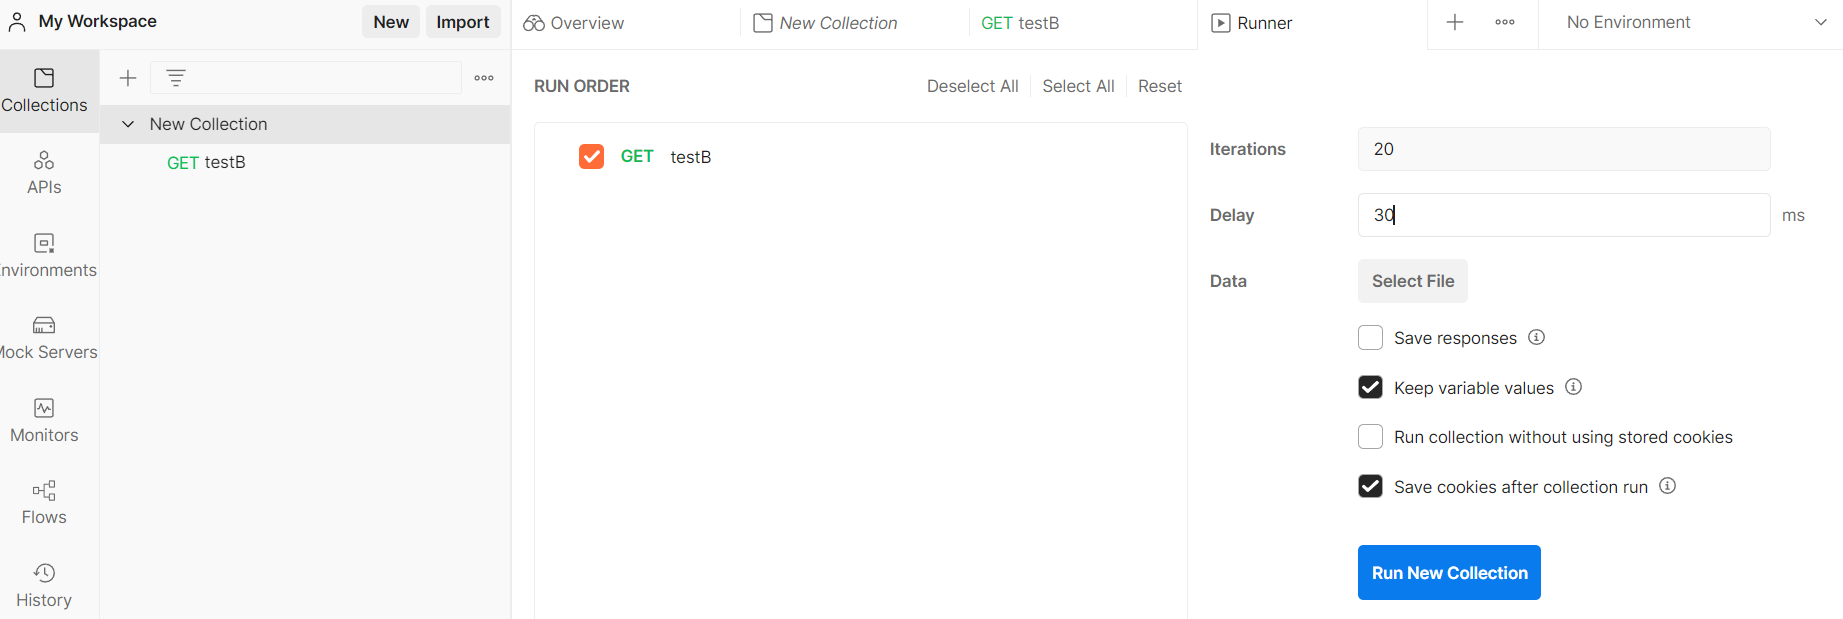 My Workspace
New
Import
Overview
New Collection
GET testB
Runner
No Environment
Collections
APIs
nvironments
Mock Servers
Monitors
Flows
History
New Collection
GET testB
RUN ORDER
Deselect All
Select All
Reset
GET testB
Iterations
20
Delay
30
ms
Data
Select File
Save responses
Keep variable values
Run collection without using stored cookies
Save cookies after collection run
Run New Collection